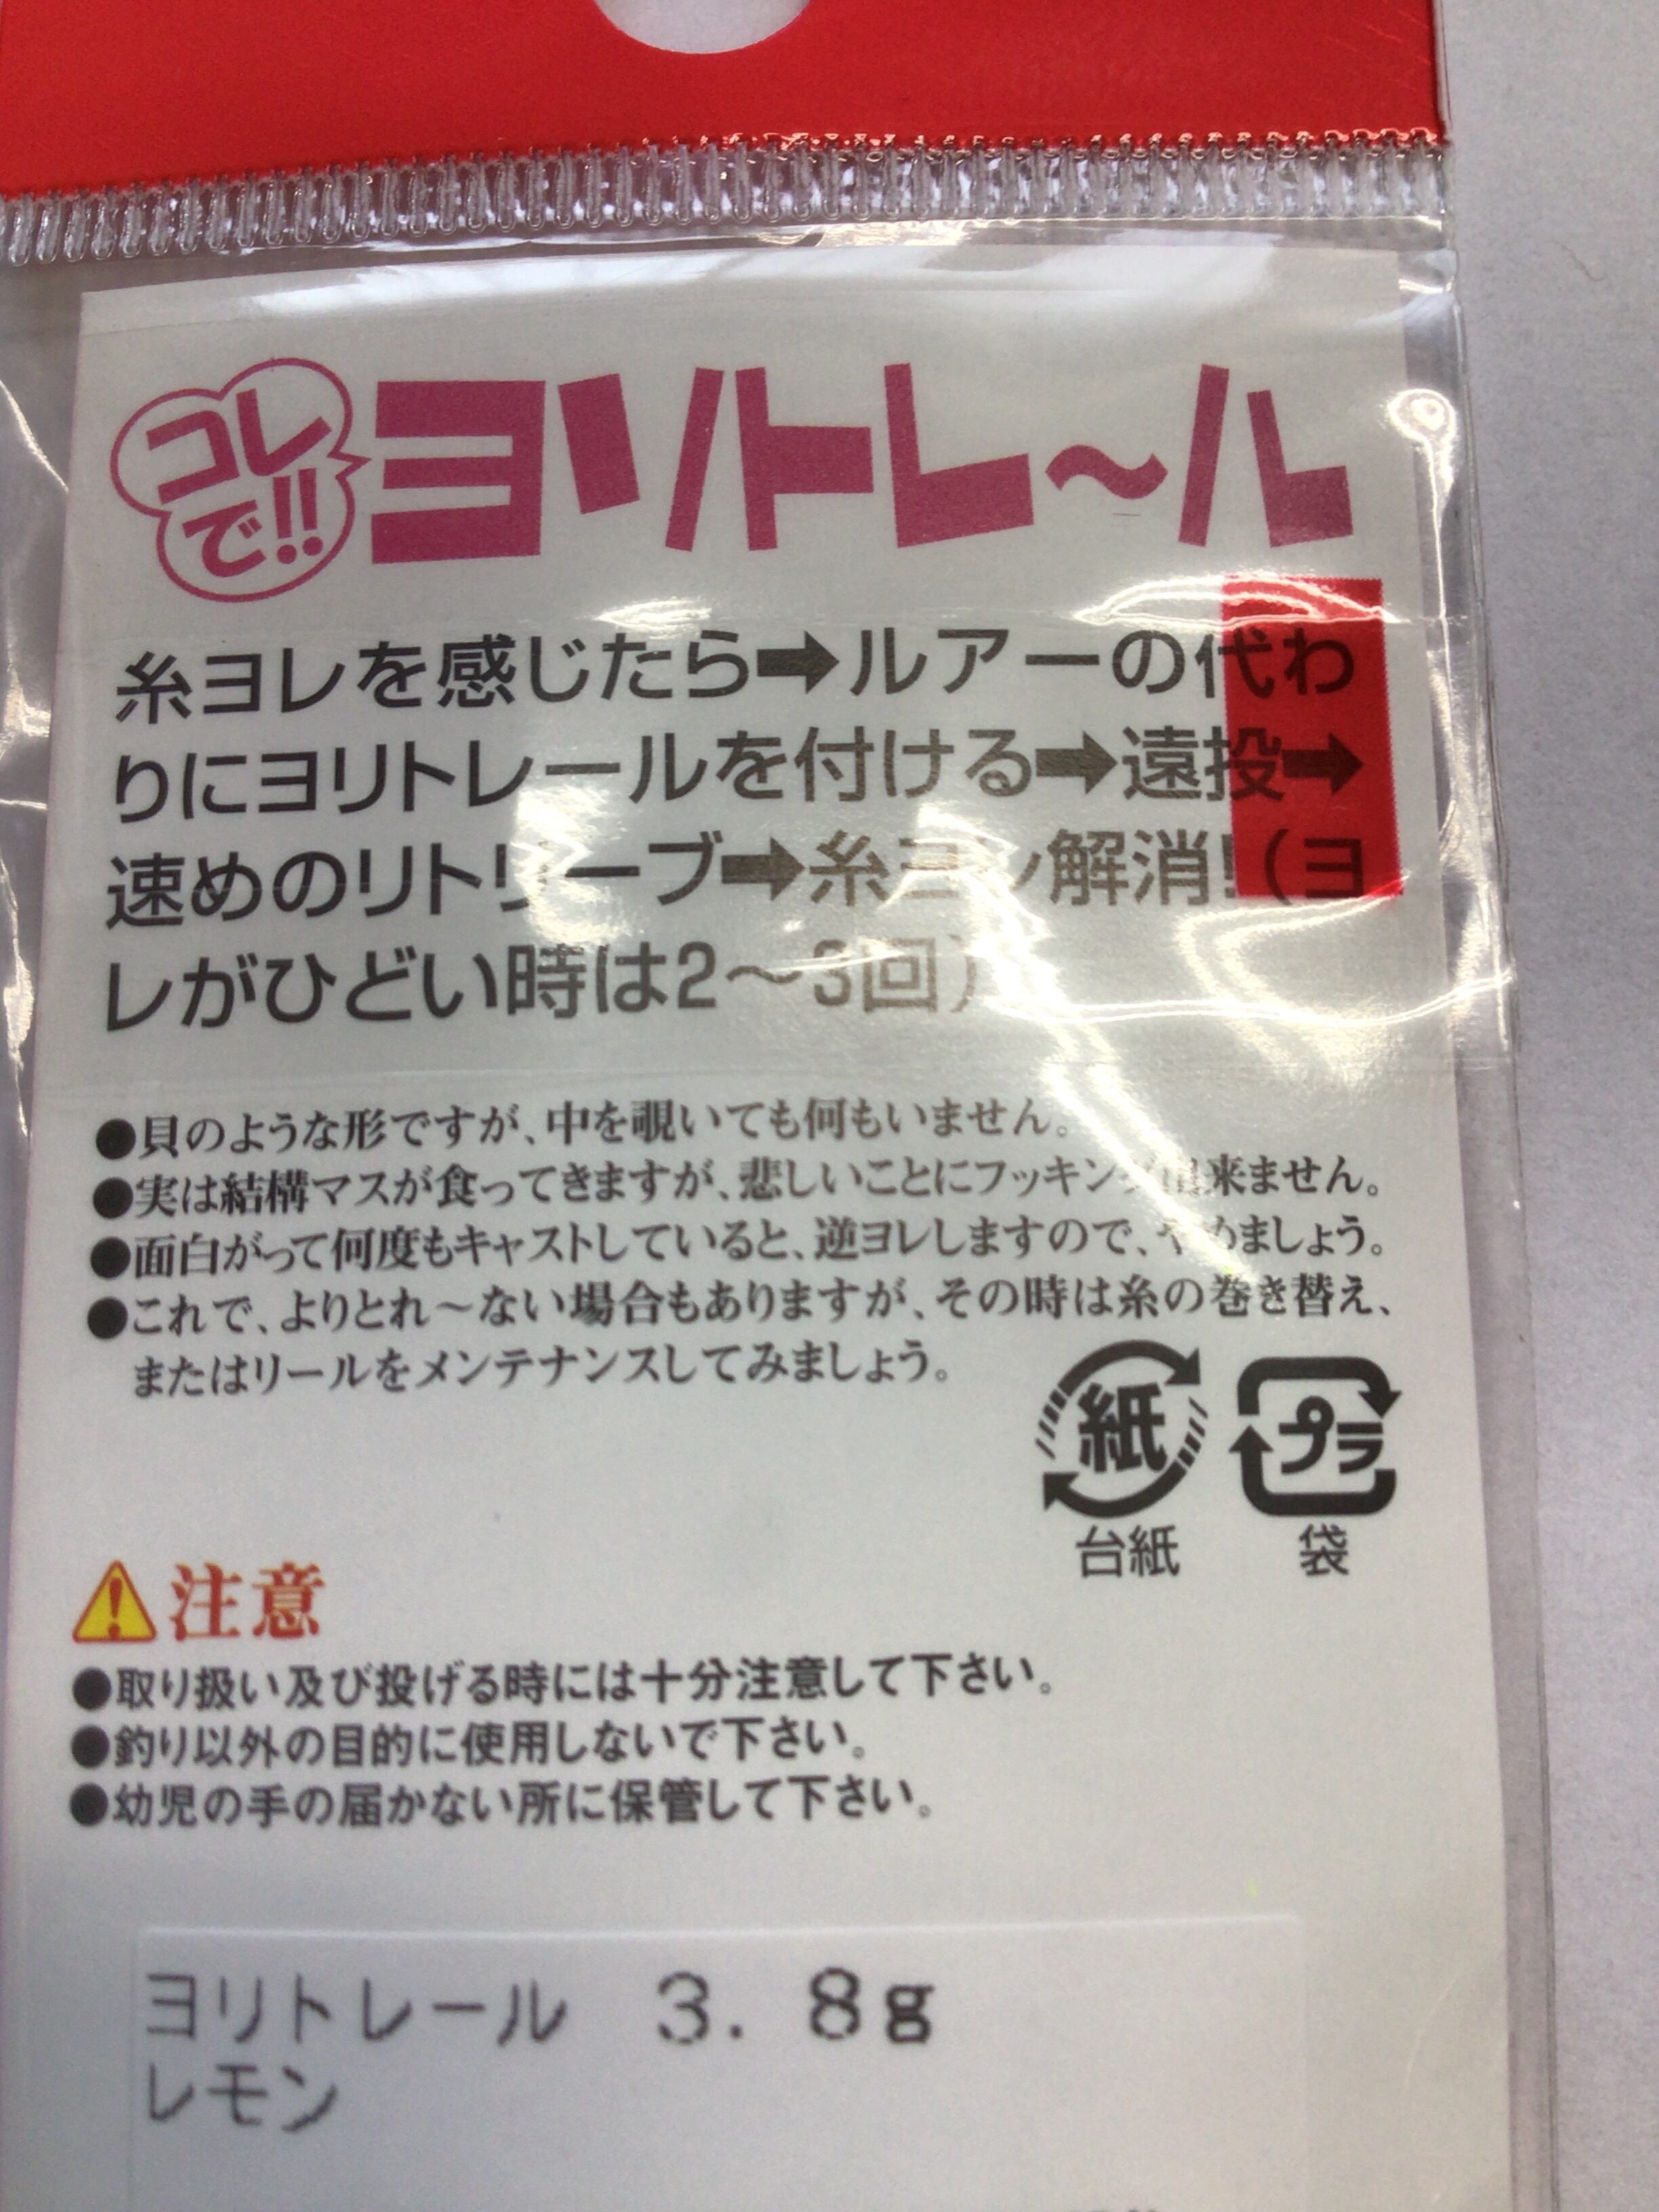 コレ
で!!
ヨリトレ〜ル
糸ヨレを感じたら➡ルアーの代わ
りにヨリトレールを付ける➡遠投➡
速めのリトリーブ➡糸ヨレ解消!(ヨ
レがひどい時は2〜3回)
●貝のような形ですが、中を覗いても何もいません。
●実は結構マスが食ってきますが、悲しいことにフッキング出来ません。
●面白がって何度もキャストしていると、逆ヨレしますので、やめましょう。
●これで、よりとれ〜ない場合もありますが、その時は糸の巻き替え、
またはリールをメンテナンスしてみましょう。
紙 プラ
台紙 袋
注意
●取り扱い及び投げる時には十分注意して下さい。
●釣り以外の目的に使用しないで下さい。
●幼児の手の届かない所に保管して下さい。
ヨリトレール 3.8g
レモン